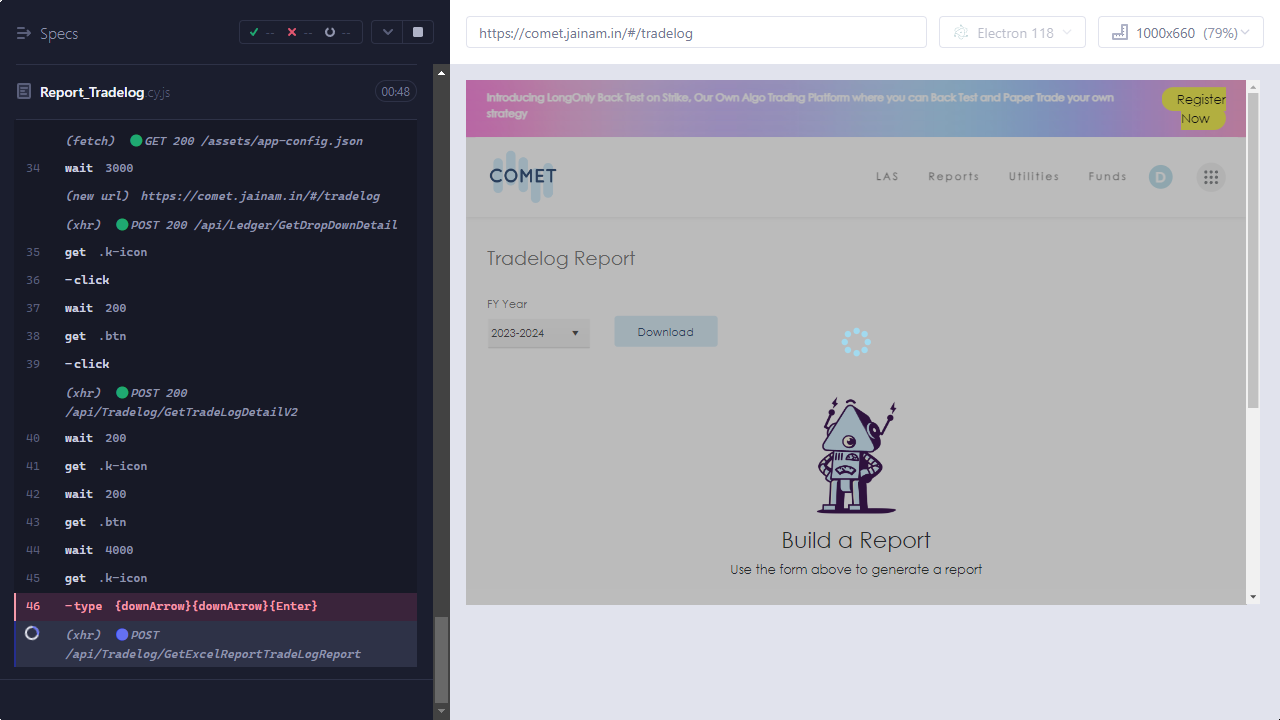 Specs
-- -- --
Report_Tradelog.cy.js
00:48
(fetch) GET 200 /assets/app-config.json
34 wait 3000
(new url) https://comet.jainam.in/#/tradelog
(xhr) POST 200 /api/Ledger/GetDropDownDetail
35 get .k-icon
36 -click
37 wait 200
38 get .btn
39 -click
(xhr) POST 200
/api/Tradelog/GetTradeLogDetailV2
40 wait 200
41 get .k-icon
42 wait 200
43 get .btn
44 wait 4000
45 get .k-icon
46 -type {downArrow}{downArrow}{Enter}
(xhr) POST
/api/Tradelog/GetExcelReportTradeLogReport
https://comet.jainam.in/#/tradelog
Electron 118
1000x660 (79%)
Introducing LongOnly Back Test on Strike, Our Own Algo Trading Platform where you can Back Test and Paper Trade your own
strategy
Register
Now
COMET
LAS Reports Utilities Funds D
Tradelog Report
FY Year
2023-2024
Download
Build a Report
Use the form above to generate a report